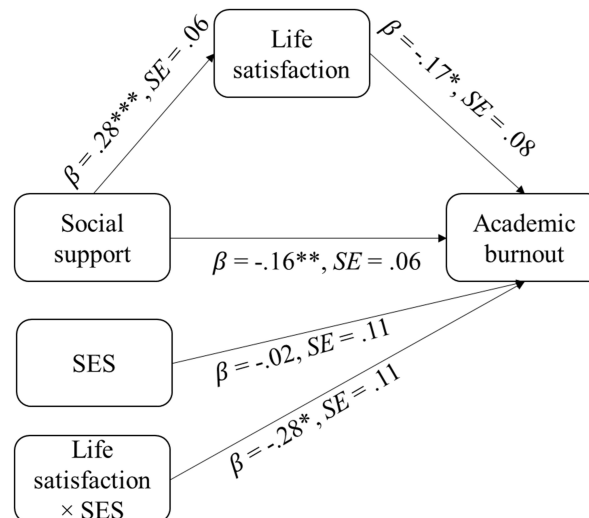 Life
satisfaction
β = .28***, SE = .06
β = -.17*, SE = .08
Social
support
Academic
burnout
β = -.16**, SE = .06
SES
β = -.02, SE = .11
β = -.28*, SE = .11
Life
satisfaction
× SES